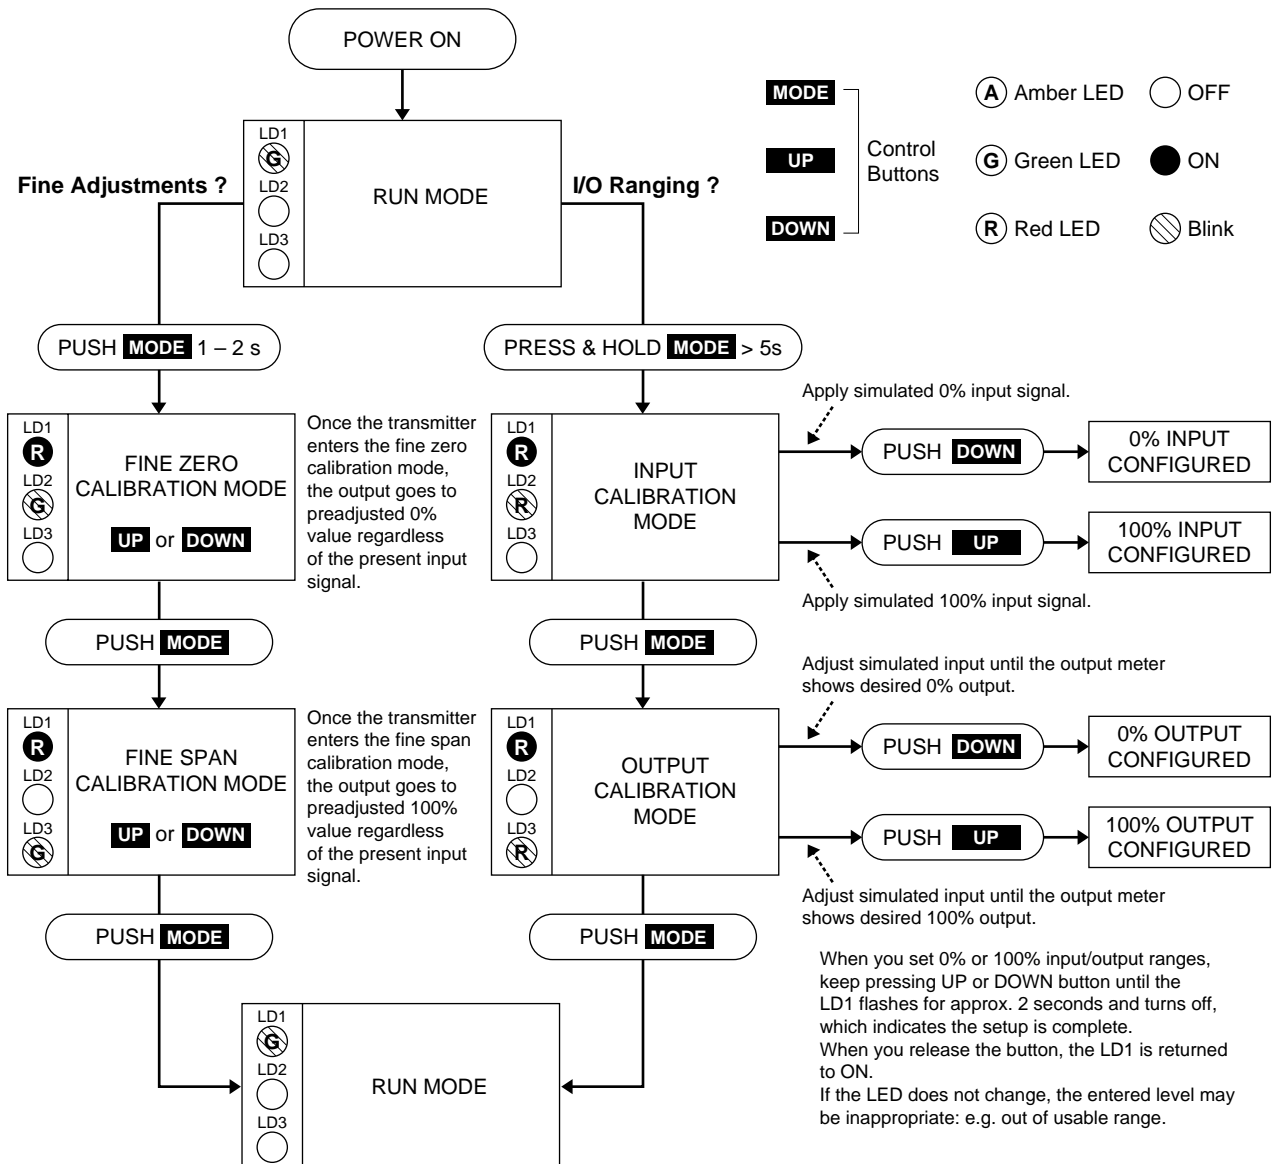 POWER ON
MODE
UP
DOWN
Control
Buttons
A Amber LED
G Green LED
R Red LED
OFF
ON
Blink
LD1
G
LD2
LD3
RUN MODE
Fine Adjustments ?
I/O Ranging ?
PUSH MODE 1 – 2 s
PRESS & HOLD MODE > 5s
LD1
R
LD2
G
LD3
FINE ZERO
CALIBRATION MODE
UP or DOWN
Once the transmitter
enters the fine zero
calibration mode,
the output goes to
preadjusted 0%
value regardless
of the present input
signal.
LD1
R
LD2
R
LD3
INPUT
CALIBRATION
MODE
Apply simulated 0% input signal.
PUSH DOWN
0% INPUT
CONFIGURED
PUSH UP
100% INPUT
CONFIGURED
Apply simulated 100% input signal.
PUSH MODE
PUSH MODE
LD1
R
LD2
LD3
G
FINE SPAN
CALIBRATION MODE
UP or DOWN
Once the transmitter
enters the fine span
calibration mode,
the output goes to
preadjusted 100%
value regardless
of the present input
signal.
LD1
R
LD2
LD3
R
OUTPUT
CALIBRATION
MODE
Adjust simulated input until the output meter
shows desired 0% output.
PUSH DOWN
0% OUTPUT
CONFIGURED
PUSH UP
100% OUTPUT
CONFIGURED
Adjust simulated input until the output meter
shows desired 100% output.
PUSH MODE
PUSH MODE
LD1
G
LD2
LD3
RUN MODE
When you set 0% or 100% input/output ranges,
keep pressing UP or DOWN button until the
LD1 flashes for approx. 2 seconds and turns off,
which indicates the setup is complete.
When you release the button, the LD1 is returned
to ON.
If the LED does not change, the entered level may
be inappropriate: e.g. out of usable range.